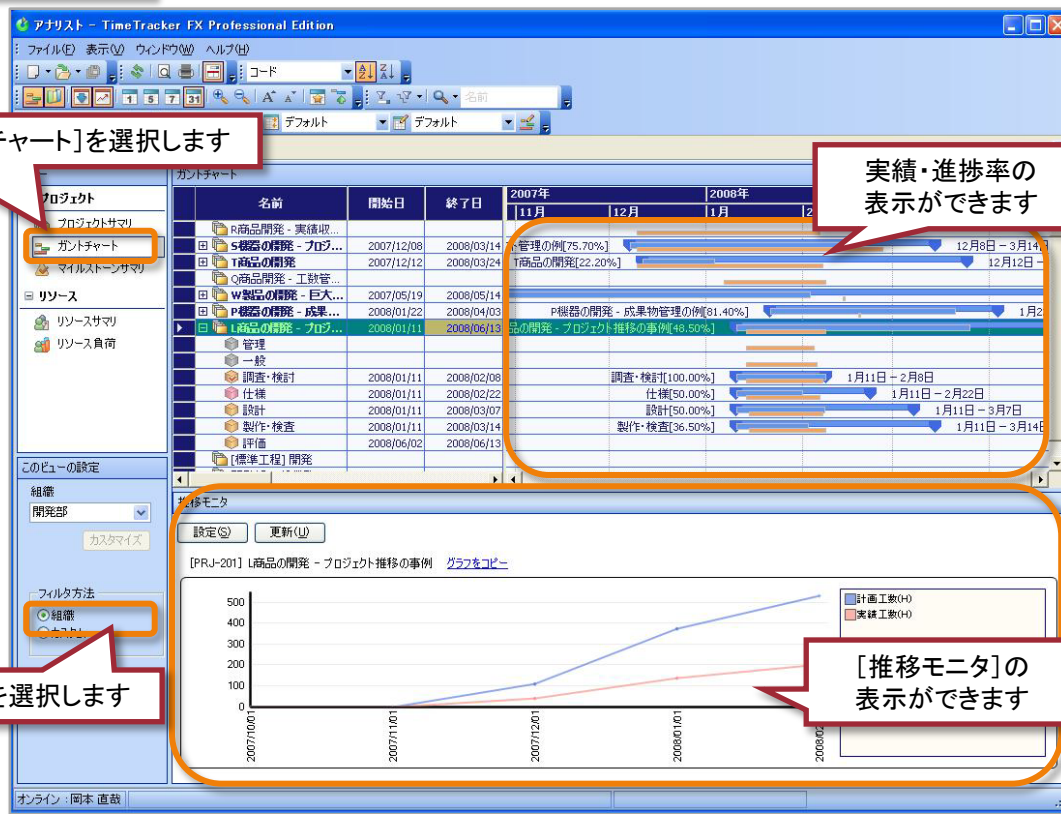 アナリスト - TimeTracker FX Professional Edition
ファイル(F) 表示(V) ウィンドウ(W) ヘルプ(H)
コード
1 5 7 31
名前
デフォルト デフォルト
チャート]を選択します
実績・進捗率の
表示ができます
プロジェクト
プロジェクトサマリ
ガントチャート
マイルストーンサマリ
リソース
リソースサマリ
リソース負荷
ガントチャート
名前 開始日 終了日 2007年 2008年
11月 12月 1月
R商品開発 - 実績収...
S機器の開発 - プロジ... 2007/12/08 2008/03/14 管理の例[75.70%] 12月8日 - 3月14日
T商品の開発 2007/12/12 2008/03/24 T商品の開発[22.20%] 12月12日 -
Q商品開発 - 工数管...
W製品の開発 - 巨大... 2007/05/19 2008/05/14
P機器の開発 - 成果... 2008/01/22 2008/04/03 P機器の開発 - 成果物管理の例[81.40%] 1月2
L商品の開発 - プロジ... 2008/01/11 2008/06/13 品の開発 - プロジェクト推移の事例[48.50%]
管理
一般
調査・検討 2008/01/11 2008/02/08 調査・検討[100.00%] 1月11日 - 2月8日
仕様 2008/01/11 2008/02/22 仕様[50.00%] 1月11日 - 2月22日
設計 2008/01/11 2008/03/07 設計[50.00%] 1月11日 - 3月7日
製作・検査 2008/01/11 2008/03/14 製作・検査[36.50%] 1月11日 - 3月14日
評価 2008/06/02 2008/06/13
[標準工程] 開発
このビューの設定
組織
開発部
カスタマイズ
フィルタ方法
組織
を選択します
推移モニタ
設定(S) 更新(U)
[PRJ-201] L商品の開発 - プロジェクト推移の事例 グラフをコピー
500
400
300
200
100
0
2007/10/01 2007/11/01 2007/12/01 2008/01/01 2008/02
計画工数(H)
実績工数(H)
[推移モニタ]の
表示ができます
オンライン : 岡本 直哉